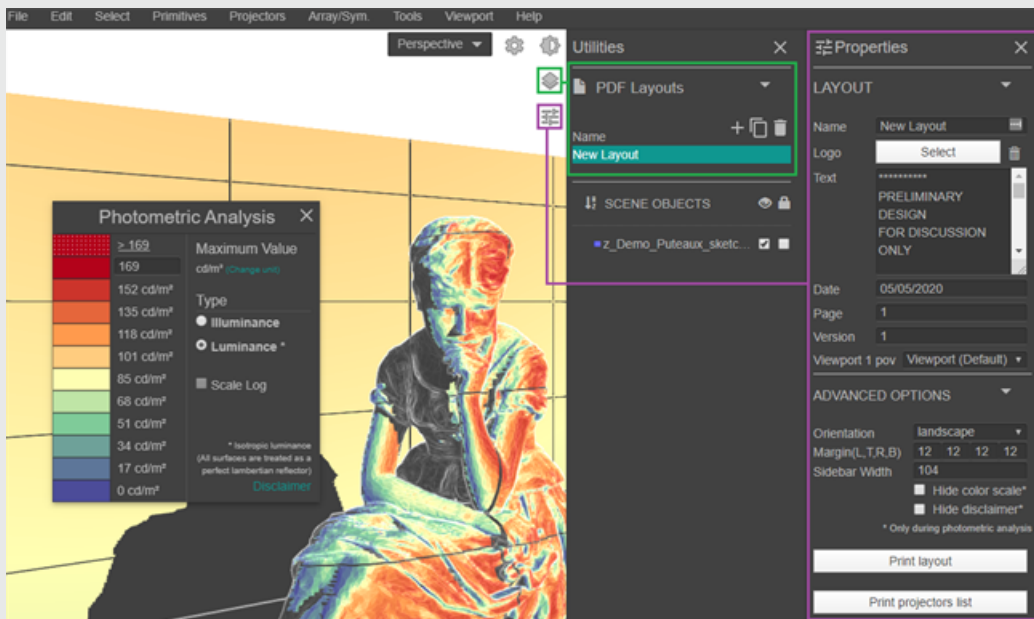 File Edit Select Primitives Projectors Array/Sym. Tools Viewport Help
Perspective
Utilities
PDF Layouts
Name
New Layout
SCENE OBJECTS
z_Demo_Puteaux_sketc...
Photometric Analysis
≥ 169
169
152 cd/m²
135 cd/m²
118 cd/m²
101 cd/m²
85 cd/m²
68 cd/m²
51 cd/m²
34 cd/m²
17 cd/m²
0 cd/m²
Maximum Value
cd/m² (Change unit)
Type
Illuminance
Luminance *
Scale Log
* Isotropic luminance
(All surfaces are treated as a
perfect lambertian reflector)
Disclaimer
Properties
LAYOUT
Name New Layout
Logo Select
Text **********
PRELIMINARY
DESIGN
FOR DISCUSSION
ONLY
Date 05/05/2020
Page 1
Version 1
Viewport 1 pov Viewport (Default)
ADVANCED OPTIONS
Orientation landscape
Margin(L,T,R,B) 12 12 12 12
Sidebar Width 104
Hide color scale*
Hide disclaimer*
* Only during photometric analysis
Print layout
Print projectors list